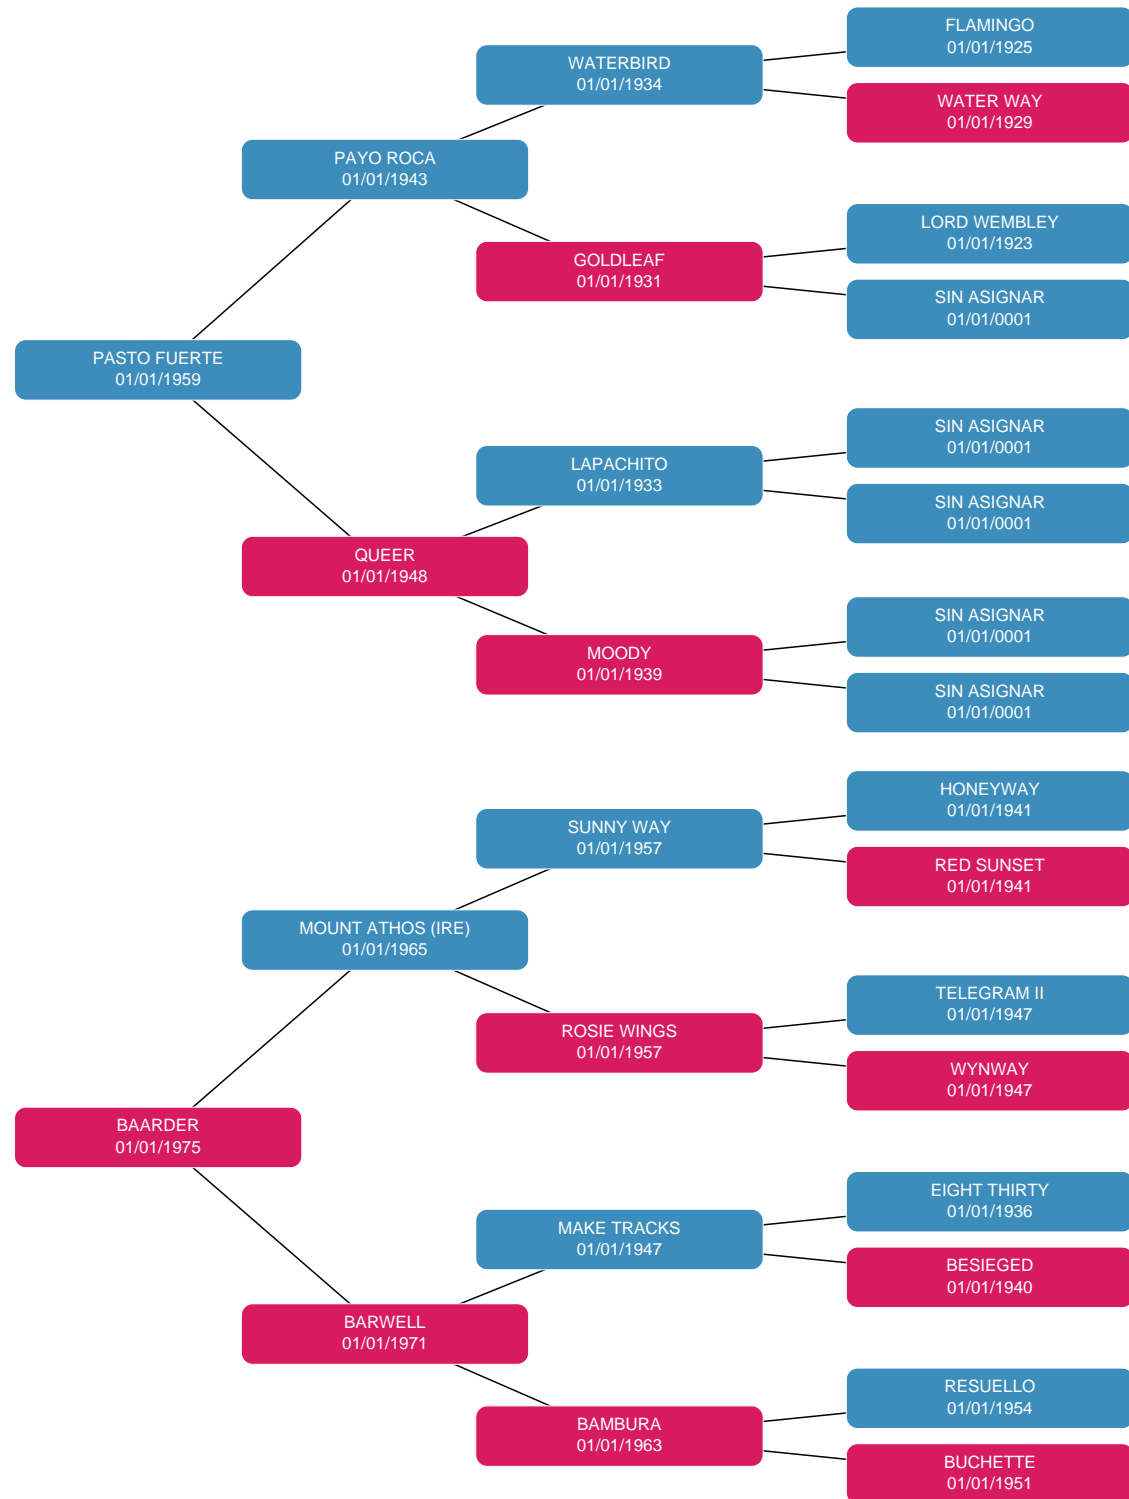 FLAMINGO
01/01/1925
WATERBIRD
01/01/1934
WATER WAY
01/01/1929
PAYO ROCA
01/01/1943
LORD WEMBLEY
01/01/1923
GOLDLEAF
01/01/1931
SIN ASIGNAR
01/01/0001
PASTO FUERTE
01/01/1959
SIN ASIGNAR
01/01/0001
LAPACHITO
01/01/1933
SIN ASIGNAR
01/01/0001
QUEER
01/01/1948
SIN ASIGNAR
01/01/0001
MOODY
01/01/1939
SIN ASIGNAR
01/01/0001
HONEYWAY
01/01/1941
SUNNY WAY
01/01/1957
RED SUNSET
01/01/1941
MOUNT ATHOS (IRE)
01/01/1965
TELEGRAM II
01/01/1947
ROSIE WINGS
01/01/1957
WYNWAY
01/01/1947
BAARDER
01/01/1975
EIGHT THIRTY
01/01/1936
MAKE TRACKS
01/01/1947
BESIEGED
01/01/1940
BARWELL
01/01/1971
RESUELLO
01/01/1954
BAMBURA
01/01/1963
BUCHETTE
01/01/1951